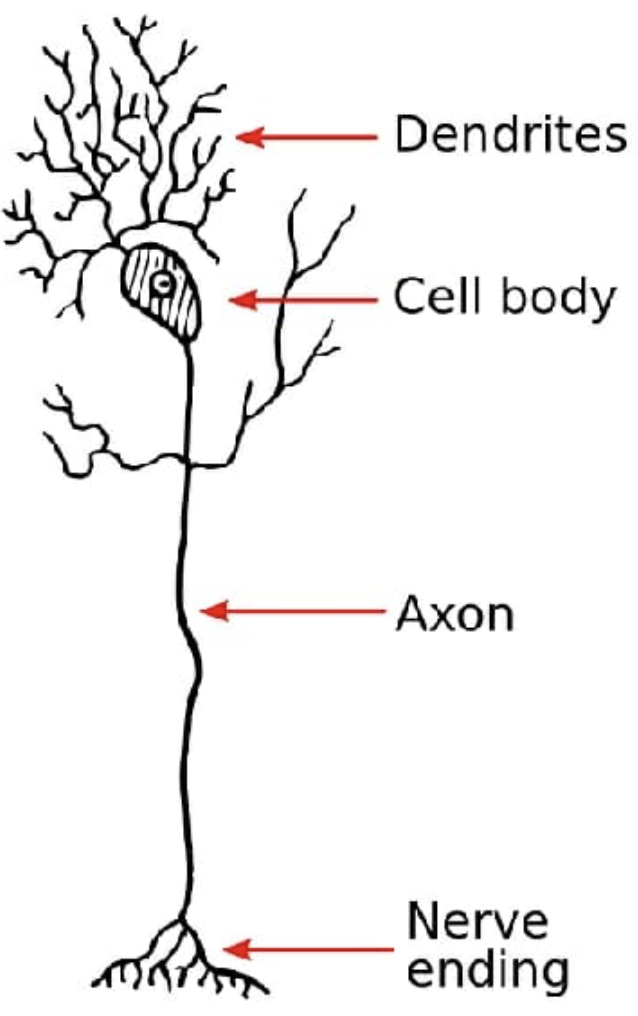 Dendrites
Cell body
Axon
Nerve
ending